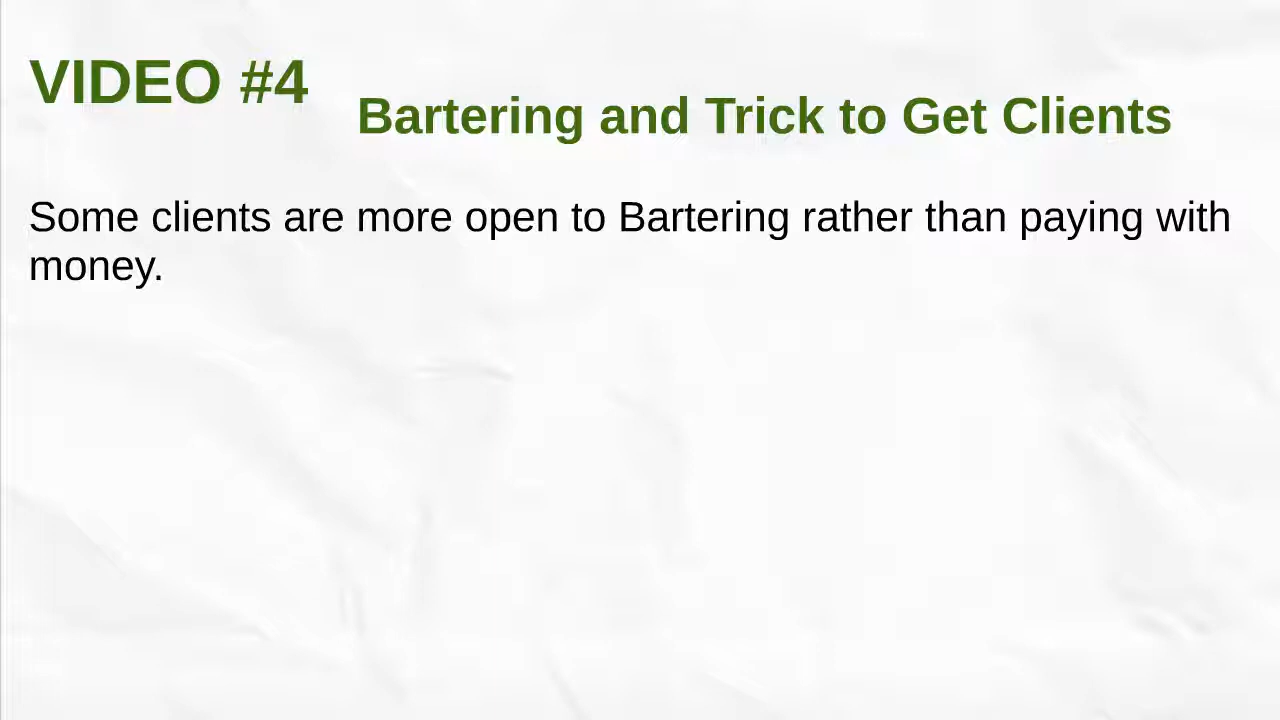 VIDEO #4
Bartering and Trick to Get Clients
Some clients are more open to Bartering rather than paying with
money.